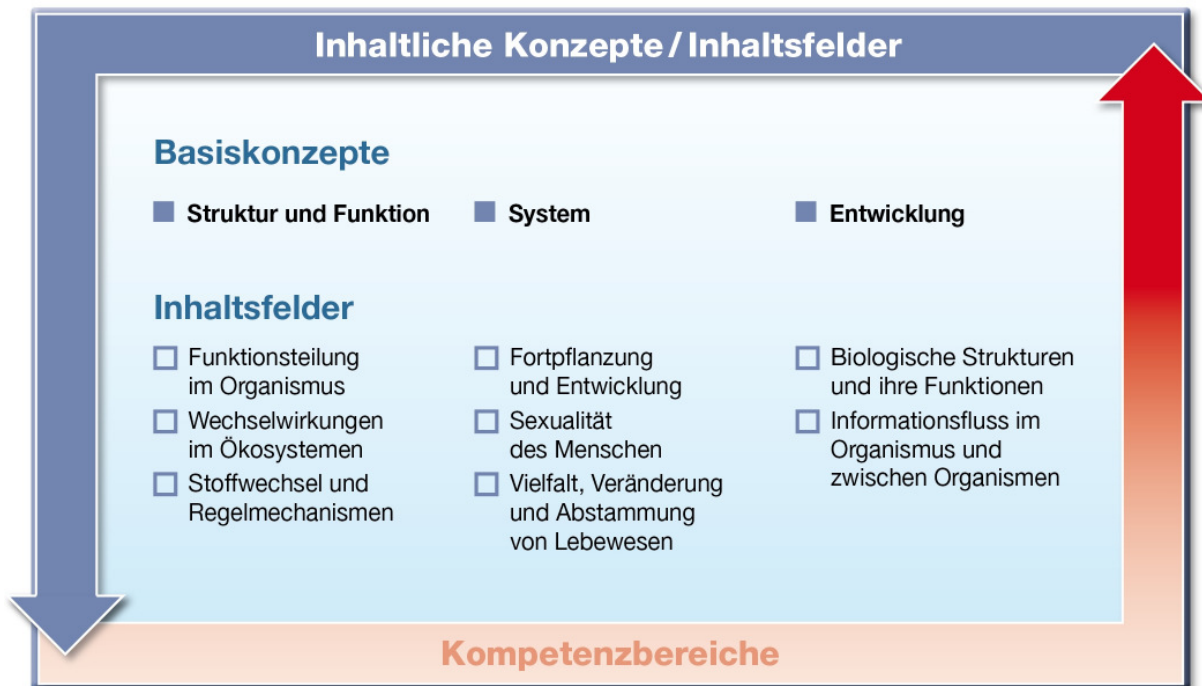 Inhaltliche Konzepte / Inhaltsfelder
Basiskonzepte
Struktur und Funktion
System
Entwicklung
Inhaltsfelder
Funktionsteilung
im Organismus
Wechselwirkungen
im Ökosystemen
Stoffwechsel und
Regelmechanismen
Fortpflanzung
und Entwicklung
Sexualität
des Menschen
Vielfalt, Veränderung
und Abstammung
von Lebewesen
Biologische Strukturen
und ihre Funktionen
Informationsfluss im
Organismus und
zwischen Organismen
Kompetenzbereiche